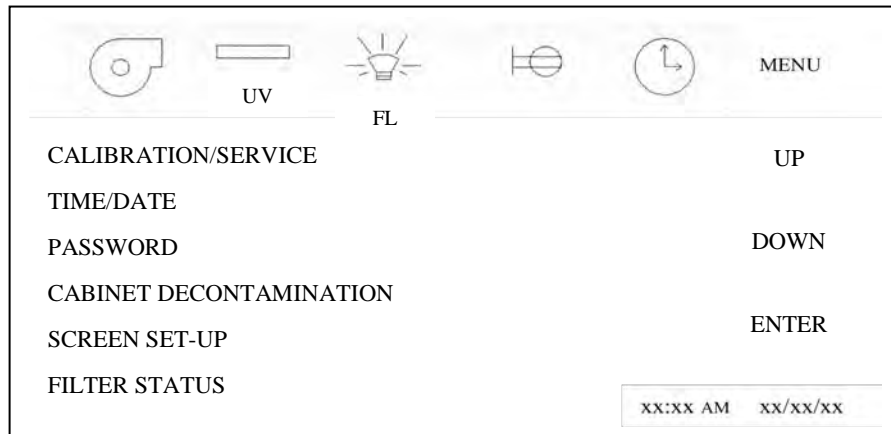 MENU
UV
FL
CALIBRATION/SERVICE
UP
TIME/DATE
PASSWORD
DOWN
CABINET DECONTAMINATION
ENTER
SCREEN SET-UP
FILTER STATUS
xx:xx AM xx/xx/xx